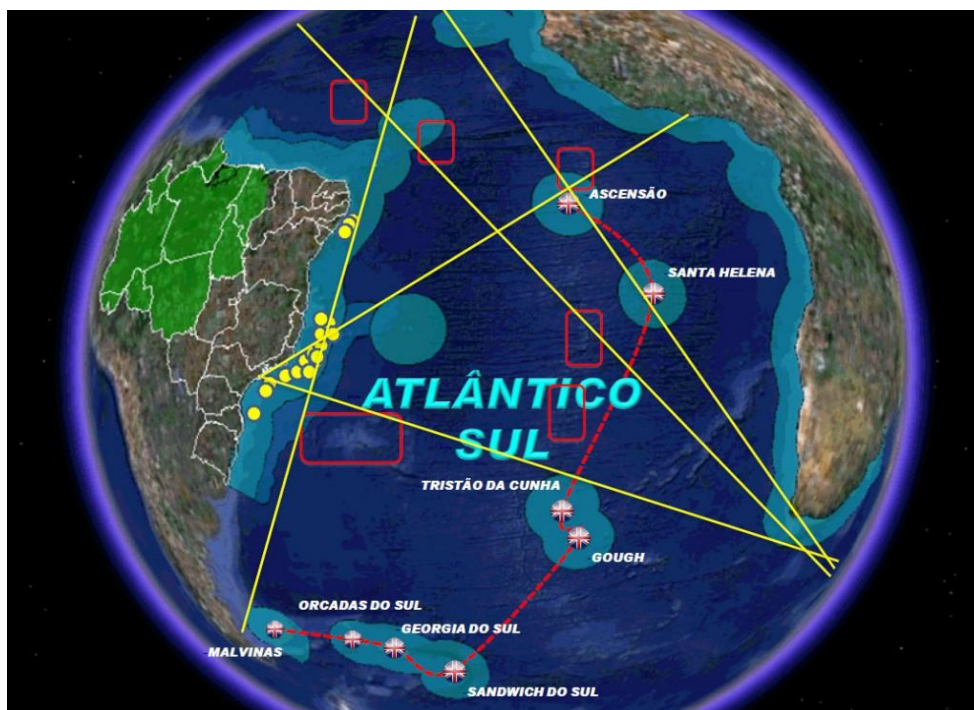 ASCENSÃO
SANTA HELENA
ATLÂNTICO
SUL
TRISTÃO DA CUNHA
GOUGH
ORCADAS DO SUL
GEORGIA DO SUL
MALVINAS
SANDWICH DO SUL